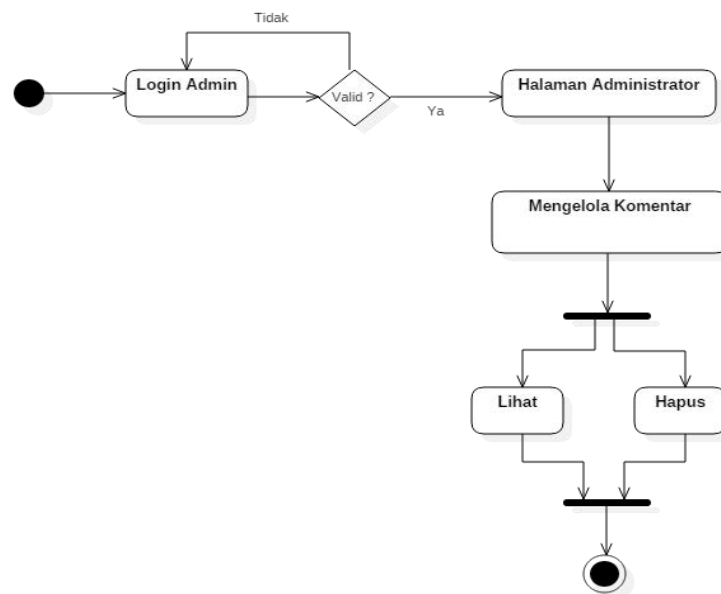 Tidak
Login Admin
Valid ?
Ya
Halaman Administrator
Mengelola Komentar
Lihat
Hapus